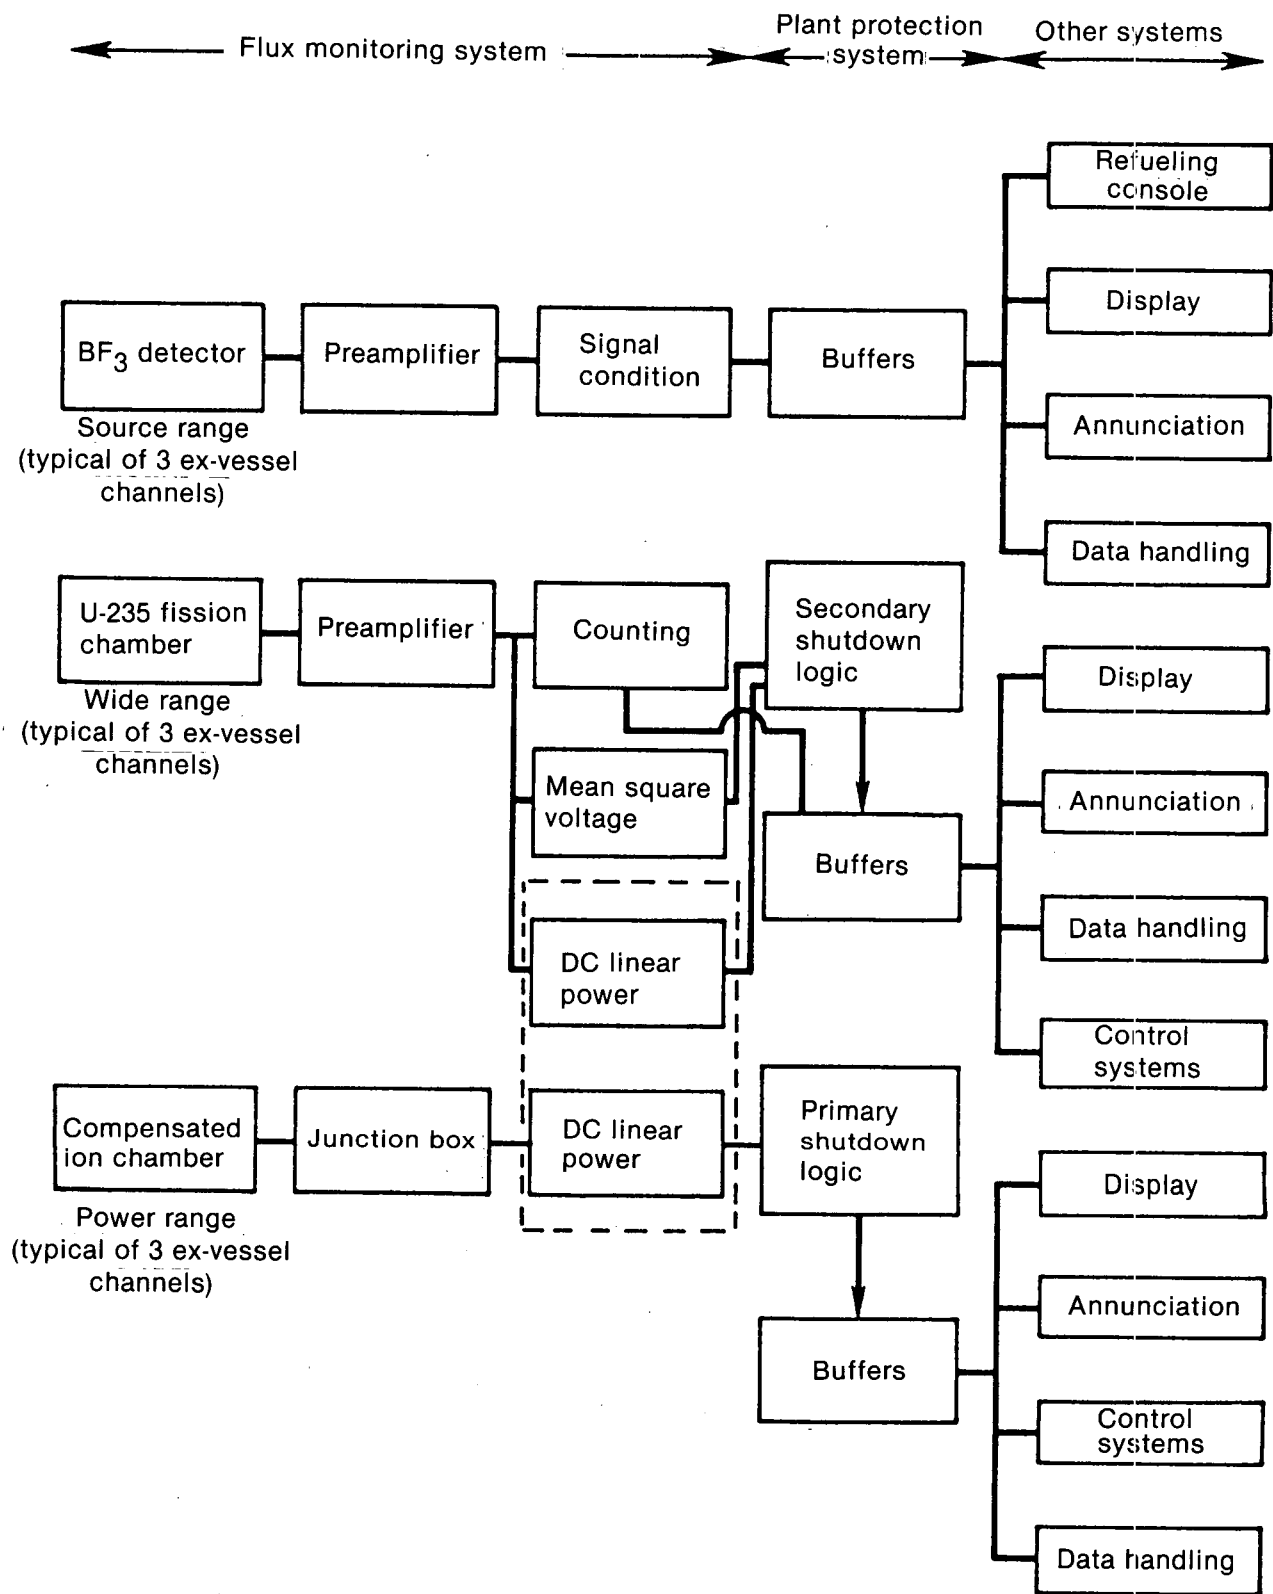 Flux monitoring system
Plant protection
system
Other systems
Refueling
console
Display
Annunciation
Data handling
BF3 detector
Preamplifier
Signal
condition
Buffers
Source range
(typical of 3 ex-vessel
channels)
U-235 fission
chamber
Preamplifier
Counting
Secondary
shutdown
logic
Wide range
(typical of 3 ex-vessel
channels)
Mean square
voltage
DC linear
power
Buffers
Display
Annunciation
Data handling
Control
systems
Compensated
ion chamber
Junction box
DC linear
power
Primary
shutdown
logic
Power range
(typical of 3 ex-vessel
channels)
Buffers
Display
Annunciation
Control
systems
Data handling